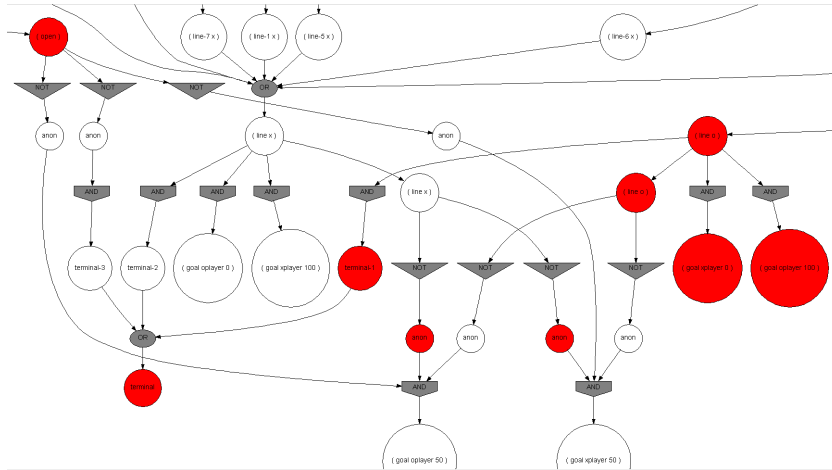 ( open )
( line-7 x )
( line-1 x )
( line-5 x )
( line-6 x )
NOT
NOT
NOT
OR
anon
anon
( line x )
anon
( line o )
AND
AND
AND
AND
AND
( line x )
( line o )
AND
AND
terminal-3
terminal-2
( goal oplayer 0 )
( goal xplayer 100 )
terminal-1
NOT
NOT
NOT
NOT
( goal xplayer 0 )
( goal oplayer 100 )
OR
anon
anon
anon
anon
terminal
AND
AND
( goal oplayer 50 )
( goal xplayer 50 )